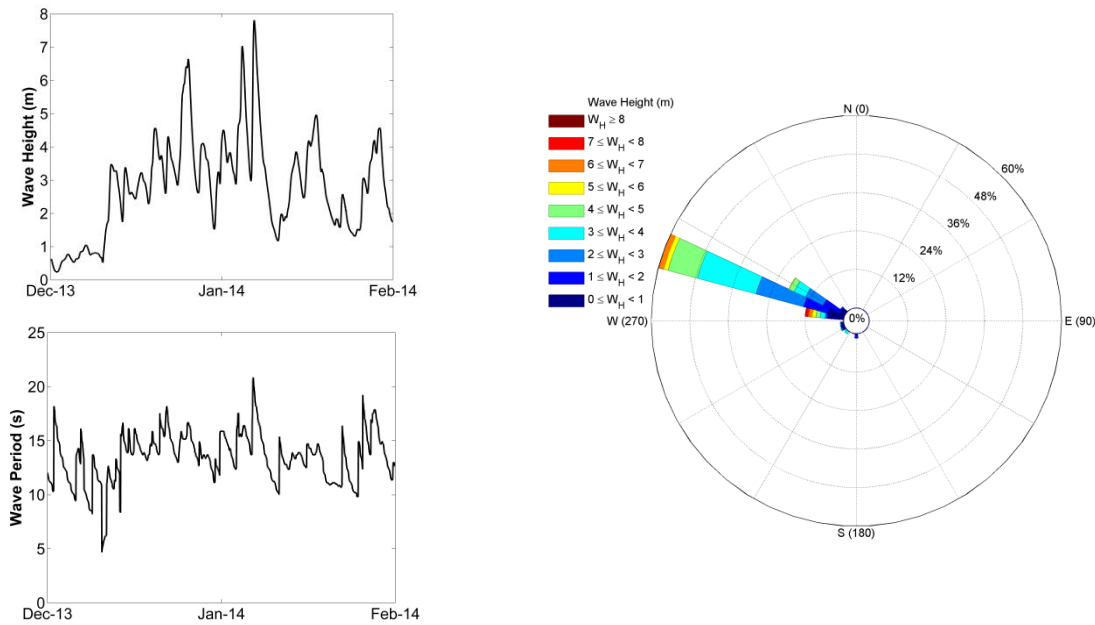 8
7
6
5
4
3
2
1
0
Wave Height (m)
Dec-13 Jan-14 Feb-14
25
20
15
10
5
0
Wave Period (s)
Dec-13 Jan-14 Feb-14
Wave Height (m)
W_H ≥ 8
7 ≤ W_H < 8
6 ≤ W_H < 7
5 ≤ W_H < 6
4 ≤ W_H < 5
3 ≤ W_H < 4
2 ≤ W_H < 3
1 ≤ W_H < 2
0 ≤ W_H < 1
N (0)
60%
48%
36%
24%
12%
0%
W (270)
E (90)
S (180)